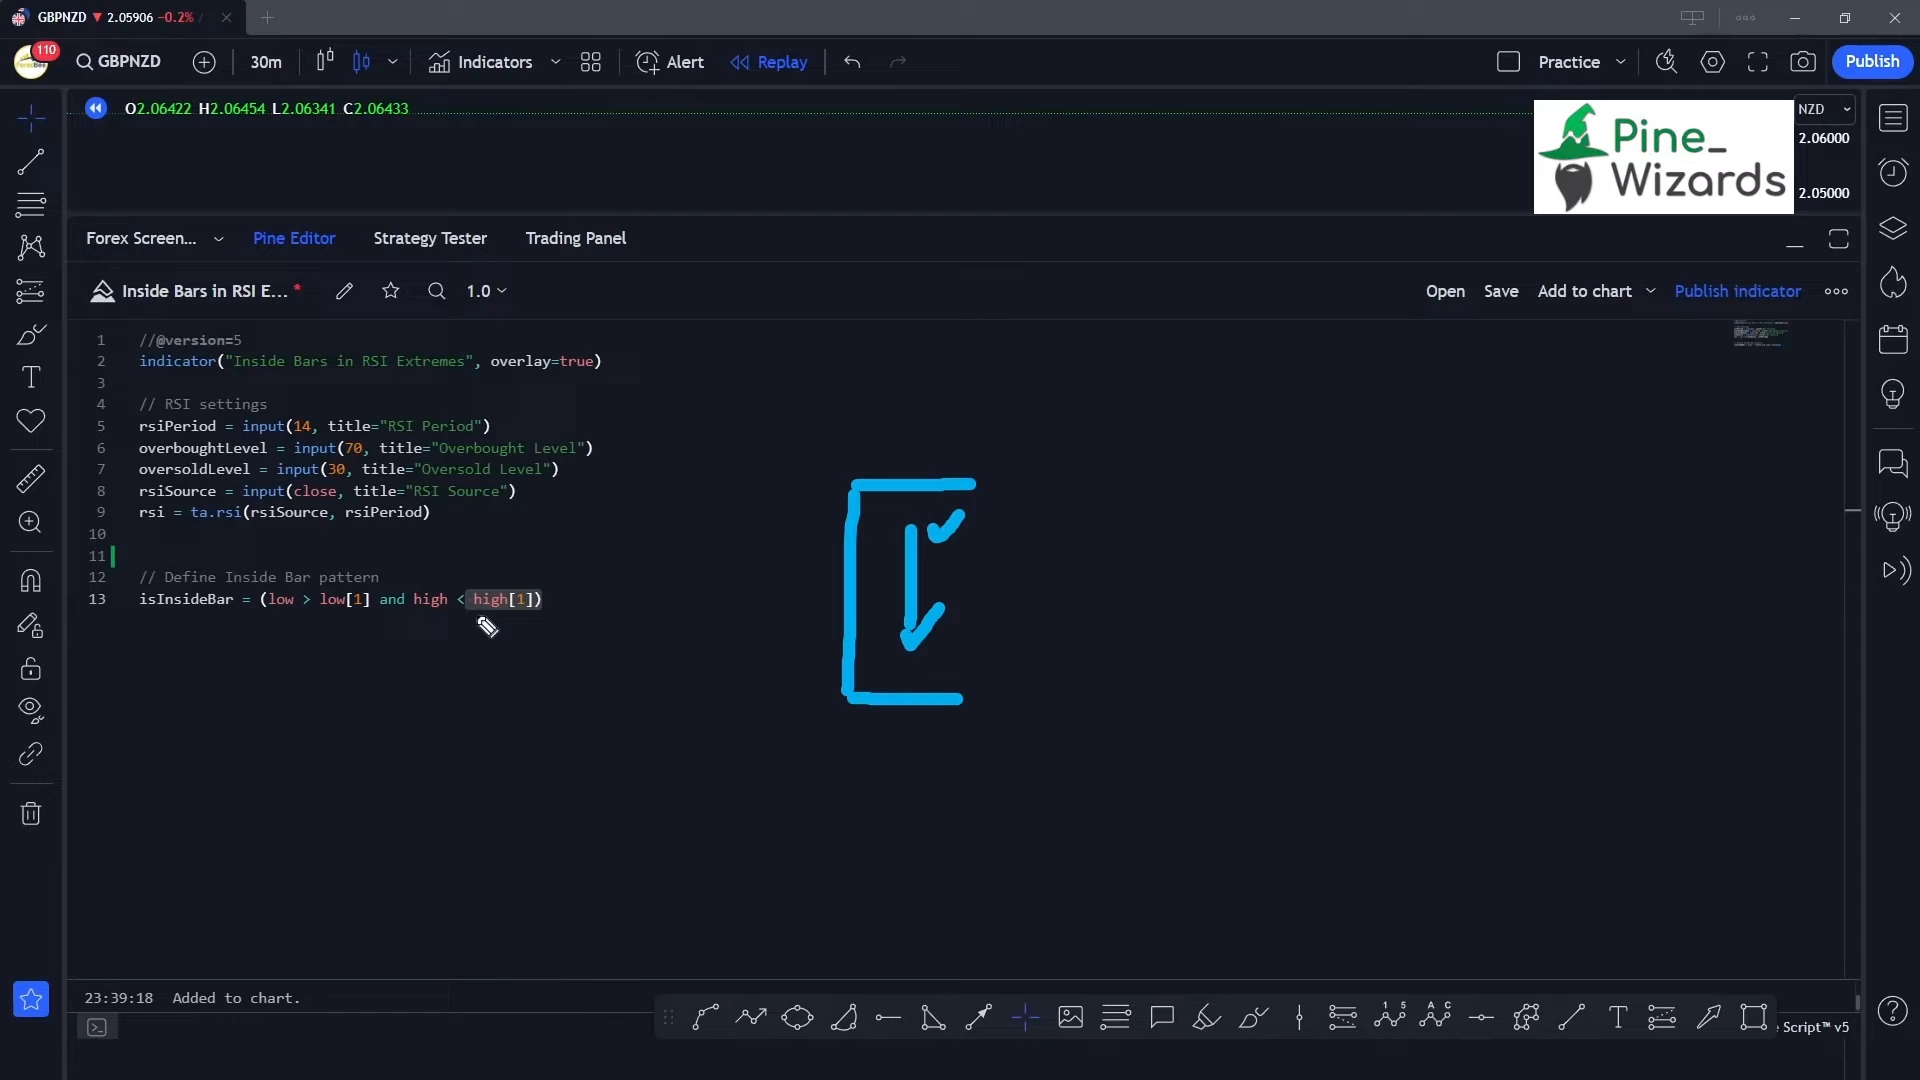 GBPNZD ▼ 2.05906 −0.2% /
110
GBPNZD
30m
Indicators
Alert
Replay
Practice
Publish
O2.06422 H2.06454 L2.06341 C2.06433
NZD
2.06000
2.05000
Pine_
Wizards
Forex Screen...
Pine Editor
Strategy Tester
Trading Panel
Inside Bars in RSI E... *
1.0
Open
Save
Add to chart
Publish indicator
1 //@version=5
2 indicator("Inside Bars in RSI Extremes", overlay=true)
3
4 // RSI settings
5 rsiPeriod = input(14, title="RSI Period")
6 overboughtLevel = input(70, title="Overbought Level")
7 oversoldLevel = input(30, title="Oversold Level")
8 rsiSource = input(close, title="RSI Source")
9 rsi = ta.rsi(rsiSource, rsiPeriod)
10
11
12 // Define Inside Bar pattern
13 isInsideBar = (low > low[1] and high < high[1])
23:39:18 Added to chart.
1 5
A C
Script™ v5